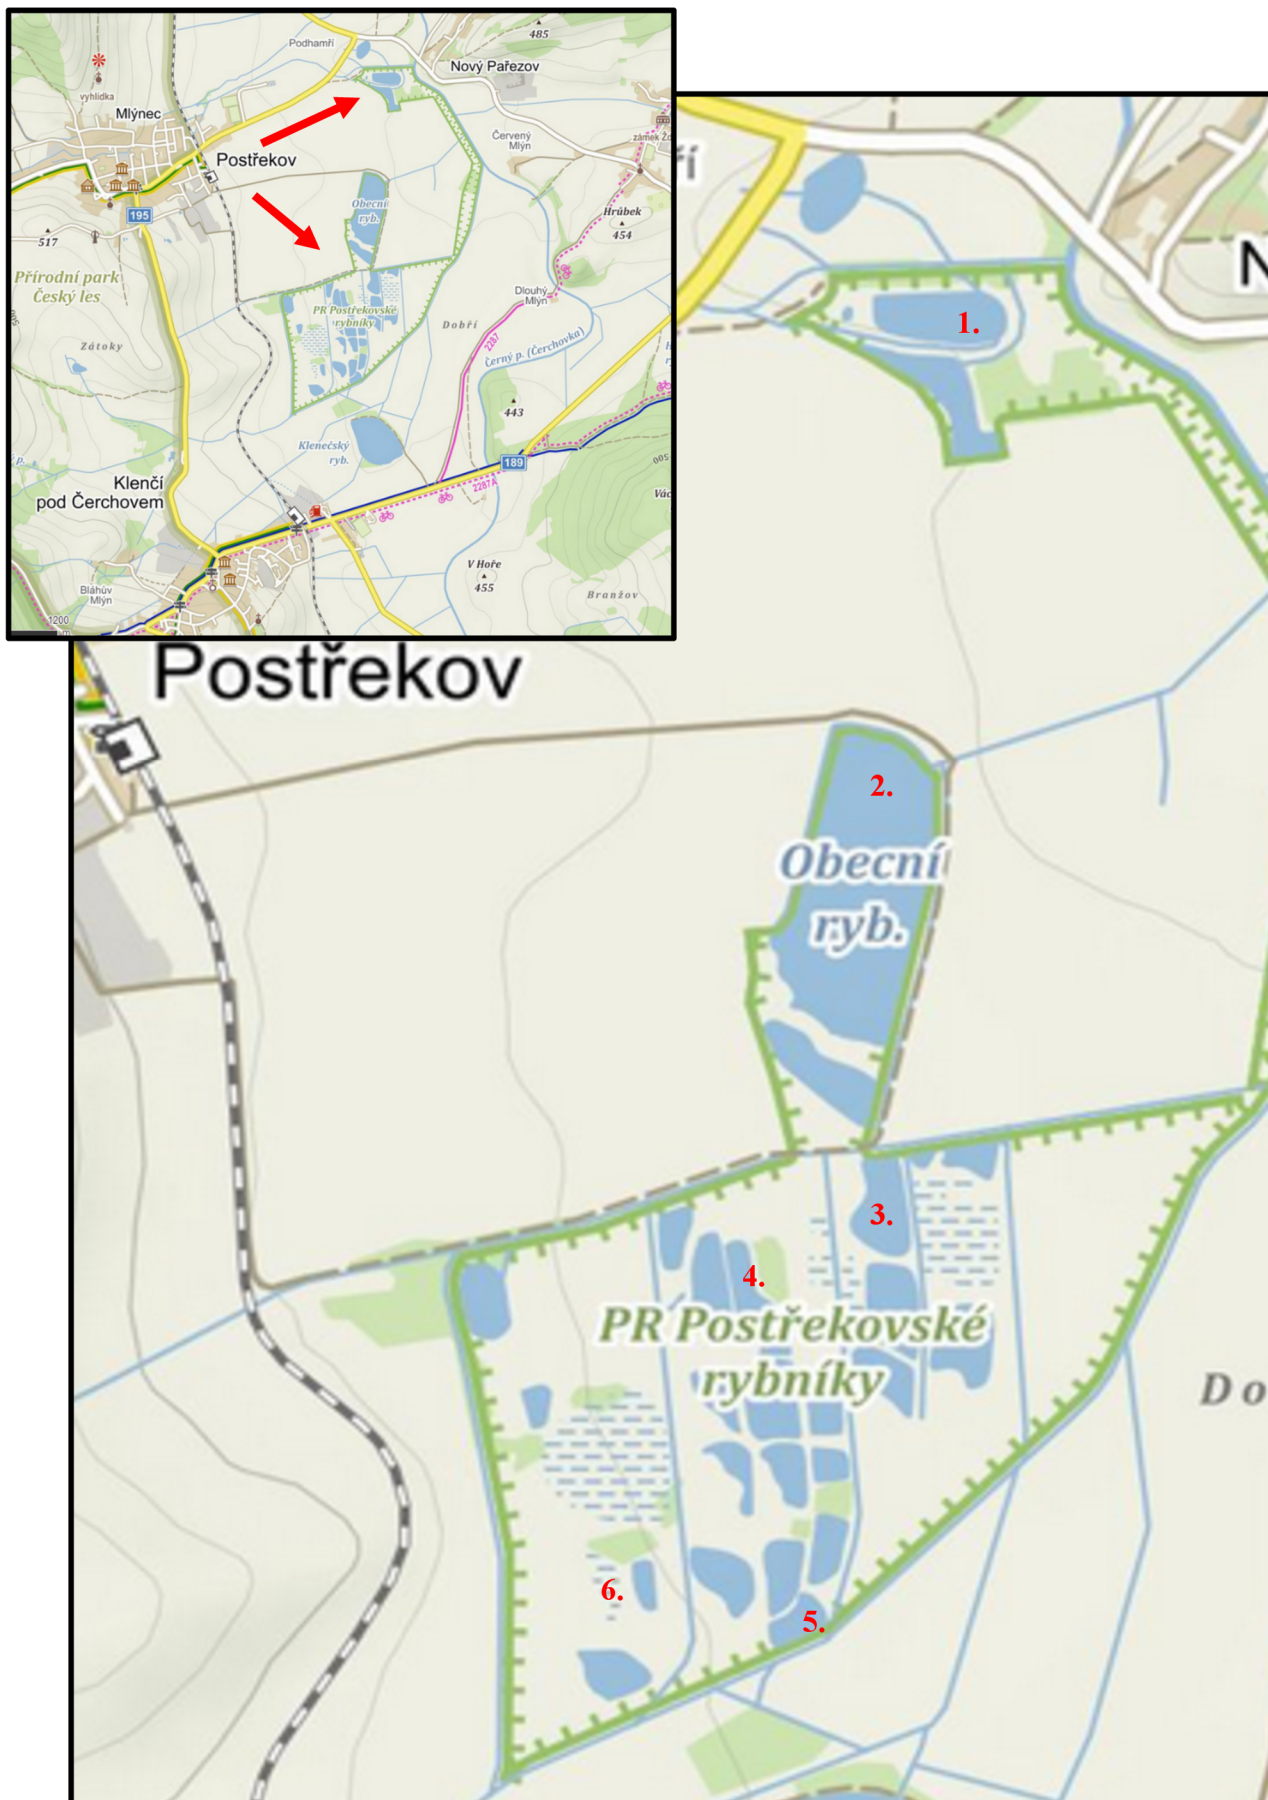 485
Podhamří
Nový Pařezov
vyhlídka
Mlýnec
Červený
Mlýn
Postřekov
195
Obecní
ryb.
Hrůbek
454
517
Přírodní park
Český les
Dlouhý
Mlýn
PR Postřekovské
rybníky
Dobří
2287
Zátoky
Černý p. (Čerchovka)
443
Klenečský
ryb.
189
2287A
Klenčí
pod Čerchovem
V Hoře
455
Bláhův
Mlýn
Branžov
1200
m
N
1.
Postřekov
2.
Obecní
ryb.
3.
4.
PR Postřekovské
rybníky
Do
6.
5.